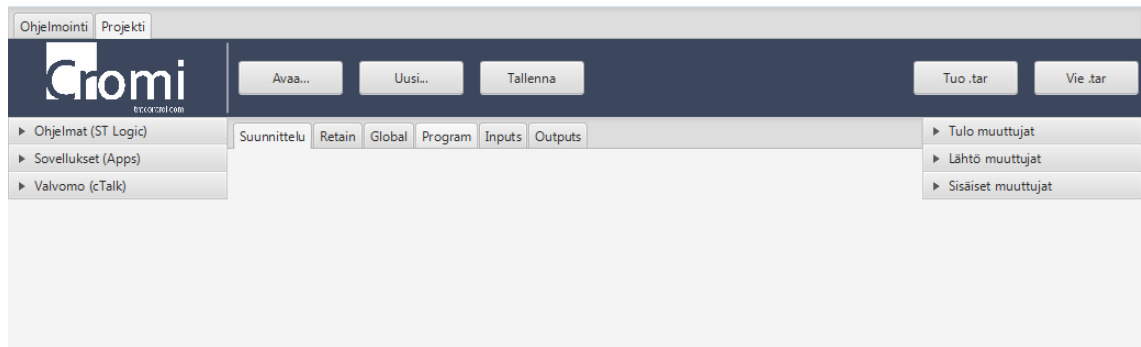 Ohjelmointi Projekti
Cromi
Avaa... Uusi... Tallenna Tuo .tar Vie .tar
Ohjelmat (ST Logic) Suunnittelu Retain Global Program Inputs Outputs Tulo muuttujat
Sovellukset (Apps) Lähtö muuttujat
Valvomo (cTalk) Sisäiset muuttujat